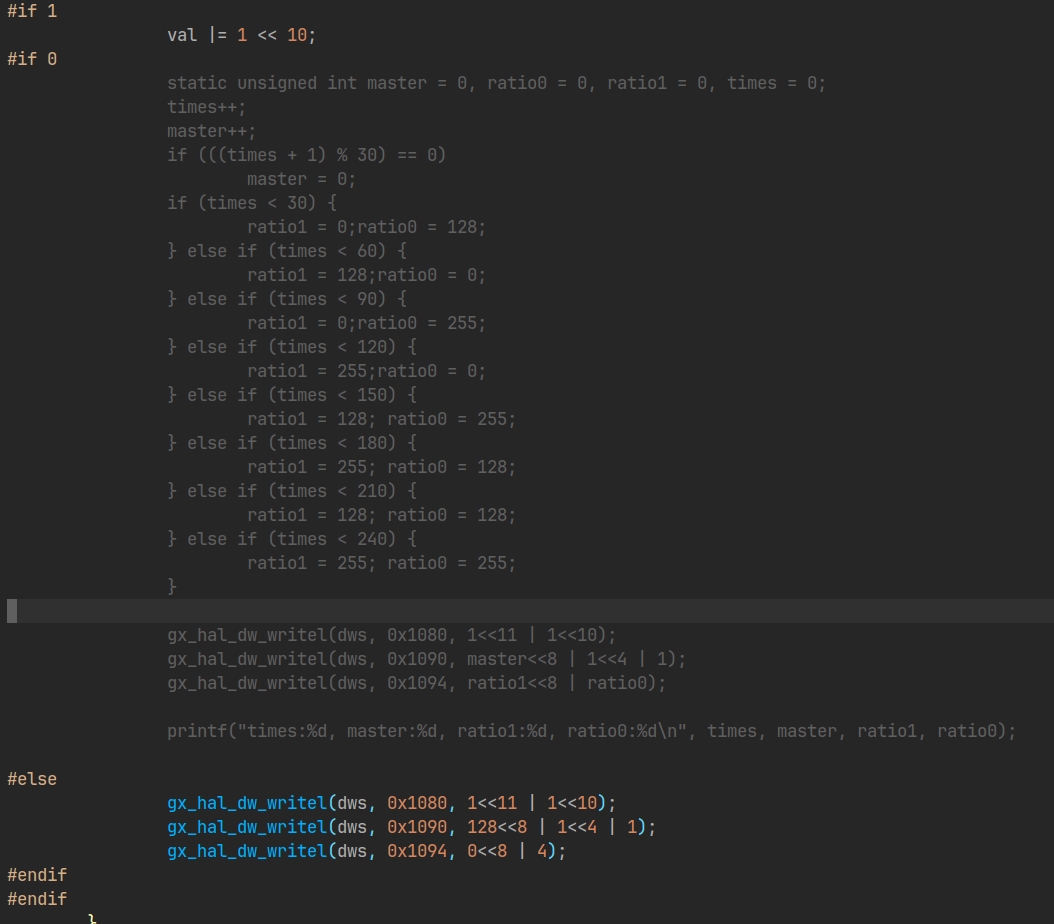 #if 1
                val |= 1 << 10;
#if 0
                static unsigned int master = 0, ratio0 = 0, ratio1 = 0, times = 0;
                times++;
                master++;
                if (((times + 1) % 30) == 0)
                        master = 0;
                if (times < 30) {
                        ratio1 = 0;ratio0 = 128;
                } else if (times < 60) {
                        ratio1 = 128;ratio0 = 0;
                } else if (times < 90) {
                        ratio1 = 0;ratio0 = 255;
                } else if (times < 120) {
                        ratio1 = 255;ratio0 = 0;
                } else if (times < 150) {
                        ratio1 = 128; ratio0 = 255;
                } else if (times < 180) {
                        ratio1 = 255; ratio0 = 128;
                } else if (times < 210) {
                        ratio1 = 128; ratio0 = 128;
                } else if (times < 240) {
                        ratio1 = 255; ratio0 = 255;
                }
                gx_hal_dw_writel(dws, 0x1080, 1<<11 | 1<<10);
                gx_hal_dw_writel(dws, 0x1090, master<<8 | 1<<4 | 1);
                gx_hal_dw_writel(dws, 0x1094, ratio1<<8 | ratio0);
                printf("times:%d, master:%d, ratio1:%d, ratio0:%d\n", times, master, ratio1, ratio0);
#else
                gx_hal_dw_writel(dws, 0x1080, 1<<11 | 1<<10);
                gx_hal_dw_writel(dws, 0x1090, 128<<8 | 1<<4 | 1);
                gx_hal_dw_writel(dws, 0x1094, 0<<8 | 4);
#endif
#endif
        }